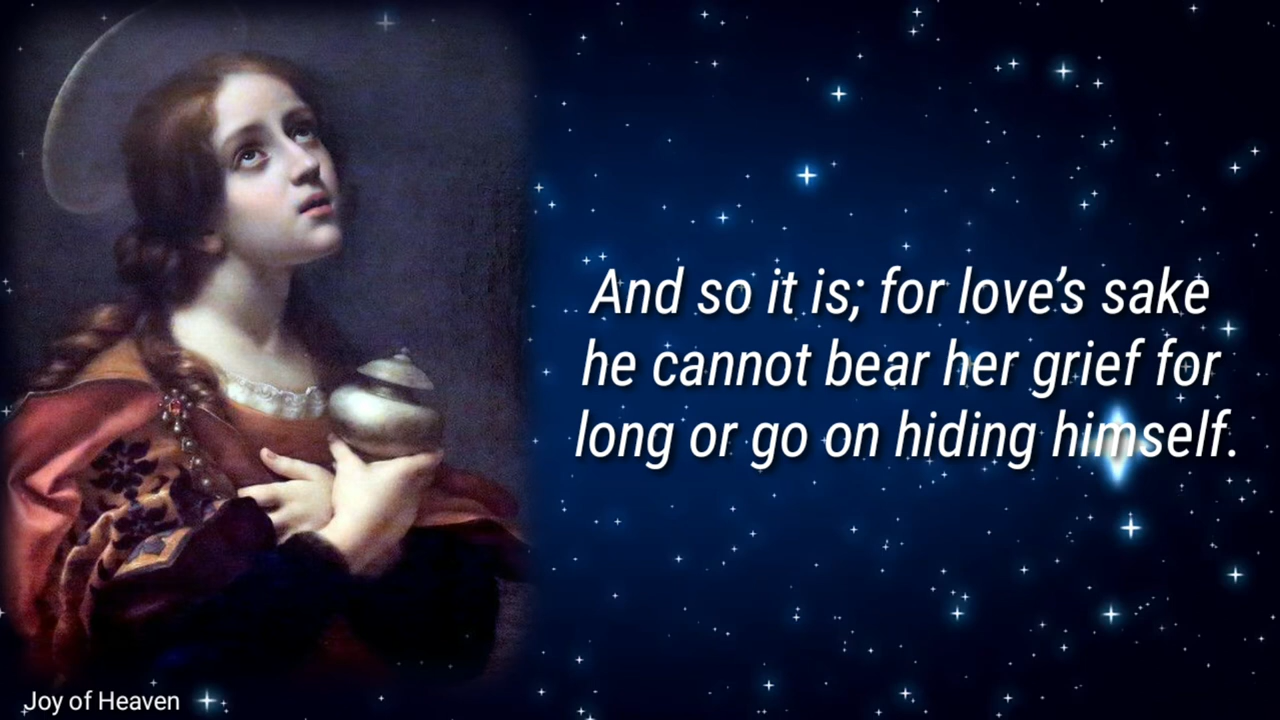 And so it is; for love’s sake
he cannot bear her grief for
long or go on hiding himself.
Joy of Heaven